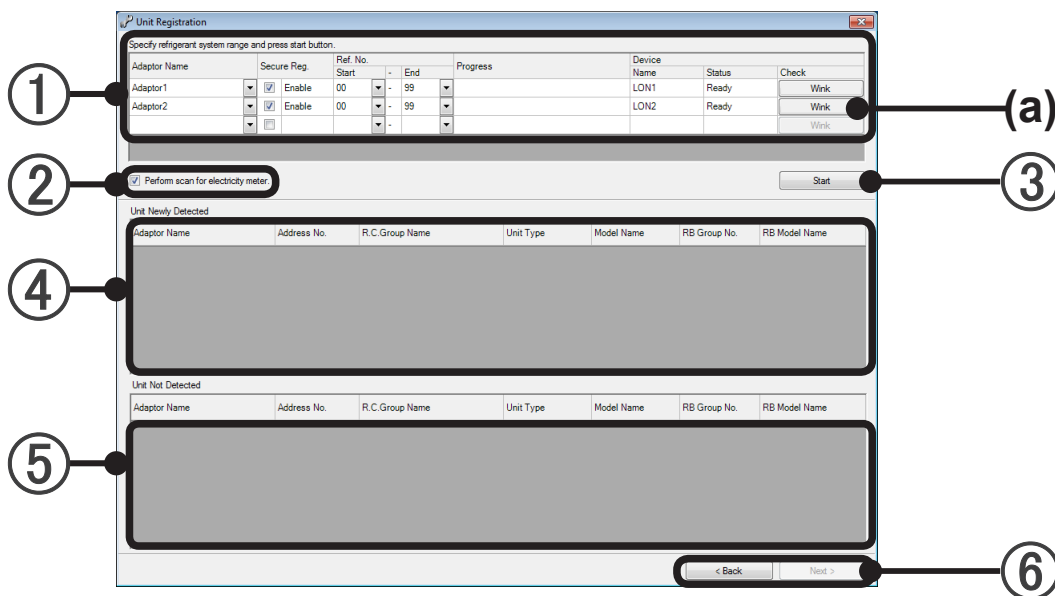 Unit Registration
Specify refrigerant system range and press start button.
Adaptor Name Secure Reg. Ref. No. Progress Device
Start - End Name Status Check
Adaptor1 Enable 00 - 99 LON1 Ready Wink
Adaptor2 Enable 00 - 99 LON2 Ready Wink
- Wink
① (a)
② Perform scan for electricity meter. Start ③
Unit Newly Detected
Adaptor Name Address No. R.C.Group Name Unit Type Model Name RB Group No. RB Model Name
④
Unit Not Detected
Adaptor Name Address No. R.C.Group Name Unit Type Model Name RB Group No. RB Model Name
⑤
< Back Next > ⑥